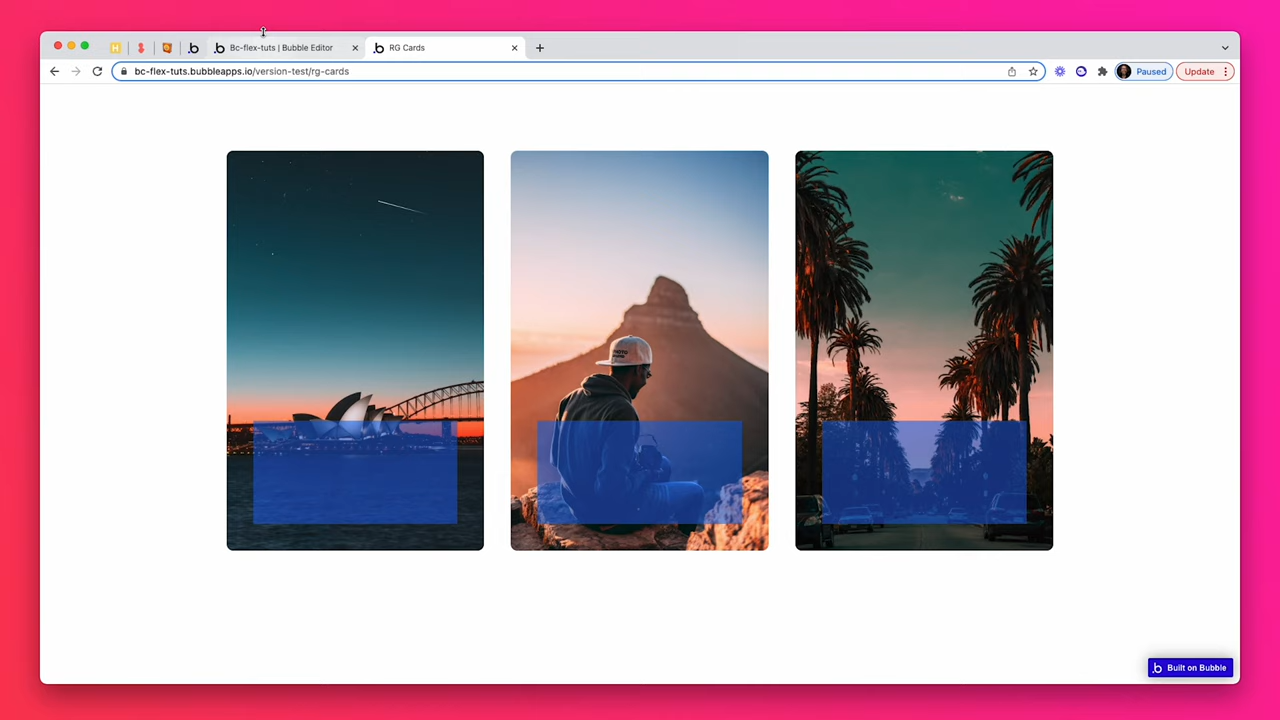 Bc-flex-tuts | Bubble Editor
RG Cards
bc-flex-tuts.bubbleapps.io/version-test/rg-cards
Paused
Update
Built on Bubble